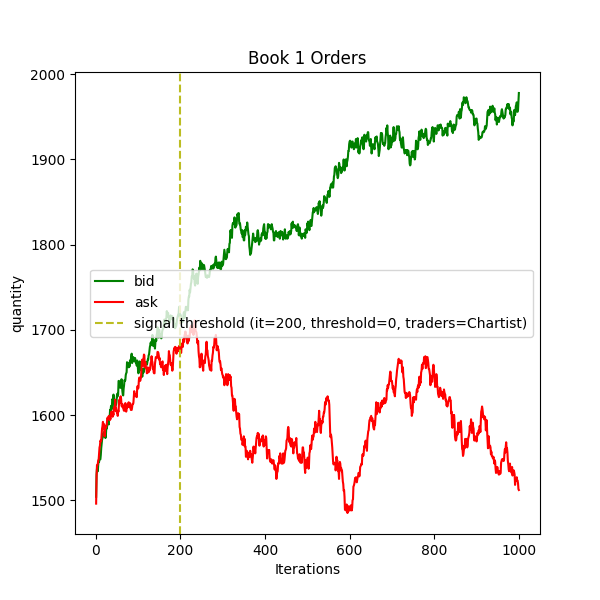 Book 1 Orders
2000
1900
1800
1700
1600
1500
quantity
bid
ask
signal threshold (it=200, threshold=0, traders=Chartist)
0 200 400 600 800 1000
Iterations